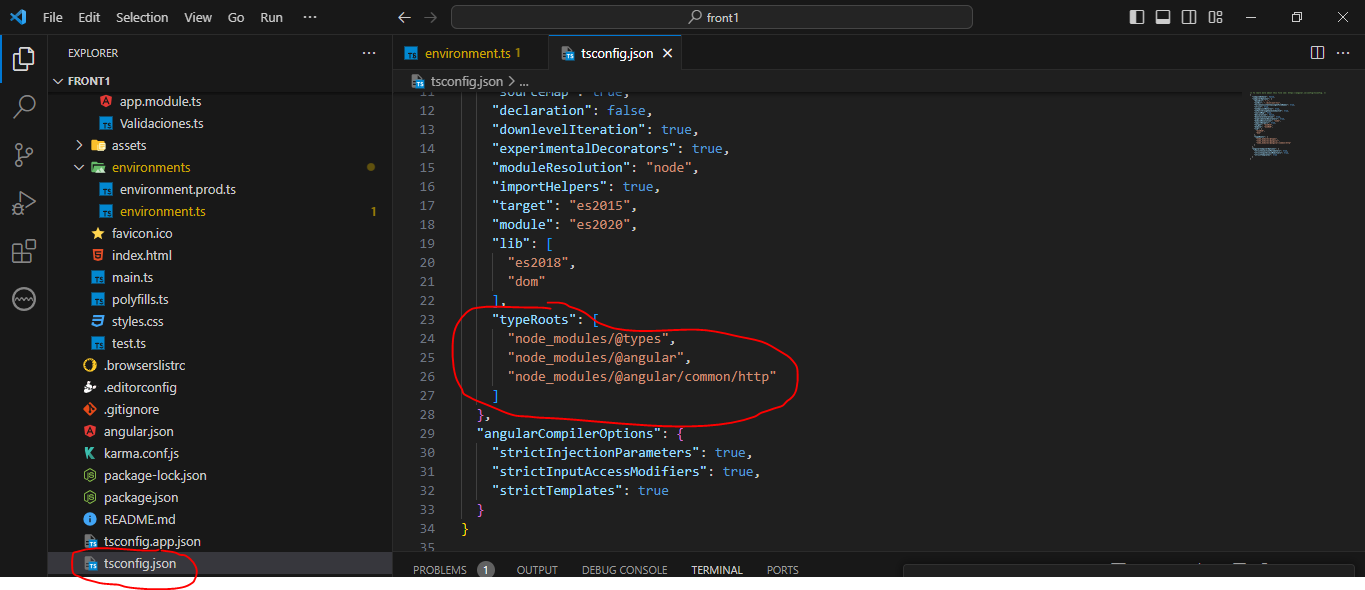 File Edit Selection View Go Run ···
front1
EXPLORER ···
FRONT1
app.module.ts
Validaciones.ts
assets
environments
environment.prod.ts
environment.ts 1
favicon.ico
index.html
main.ts
polyfills.ts
styles.css
test.ts
.browserslistrc
.editorconfig
.gitignore
angular.json
karma.conf.js
package-lock.json
package.json
README.md
tsconfig.app.json
tsconfig.json
environment.ts 1 tsconfig.json
tsconfig.json > ...
11 "sourceMap": true,
12 "declaration": false,
13 "downlevelIteration": true,
14 "experimentalDecorators": true,
15 "moduleResolution": "node",
16 "importHelpers": true,
17 "target": "es2015",
18 "module": "es2020",
19 "lib": [
20 "es2018",
21 "dom"
22 ],
23 "typeRoots": [
24 "node_modules/@types",
25 "node_modules/@angular",
26 "node_modules/@angular/common/http"
27 ]
28 },
29 "angularCompilerOptions": {
30 "strictInjectionParameters": true,
31 "strictInputAccessModifiers": true,
32 "strictTemplates": true
33 }
34 }
35
PROBLEMS 1 OUTPUT DEBUG CONSOLE TERMINAL PORTS